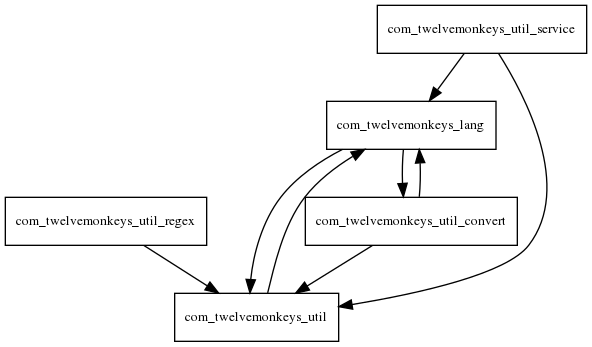 com_twelvemonkeys_util_service
com_twelvemonkeys_lang
com_twelvemonkeys_util_regex
com_twelvemonkeys_util_convert
com_twelvemonkeys_util